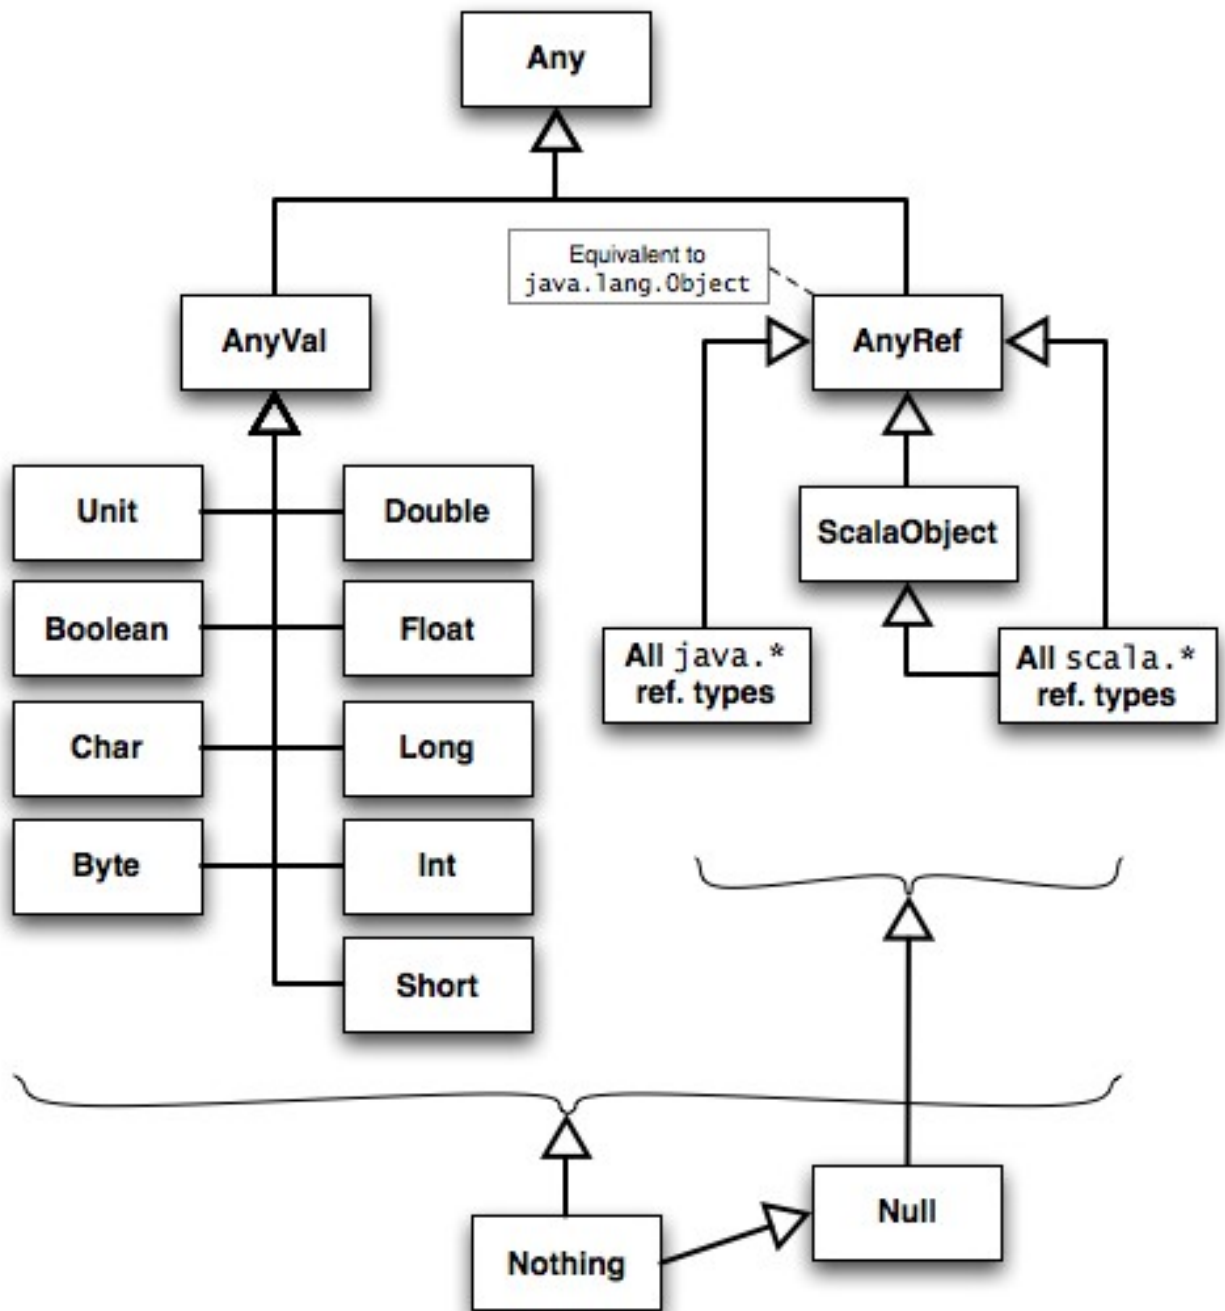 Any
Equivalent to
java.lang.Object
AnyVal
AnyRef
Unit
Double
ScalaObject
Boolean
Float
All java.*
ref. types
All scala.*
ref. types
Char
Long
Byte
Int
Short
Null
Nothing